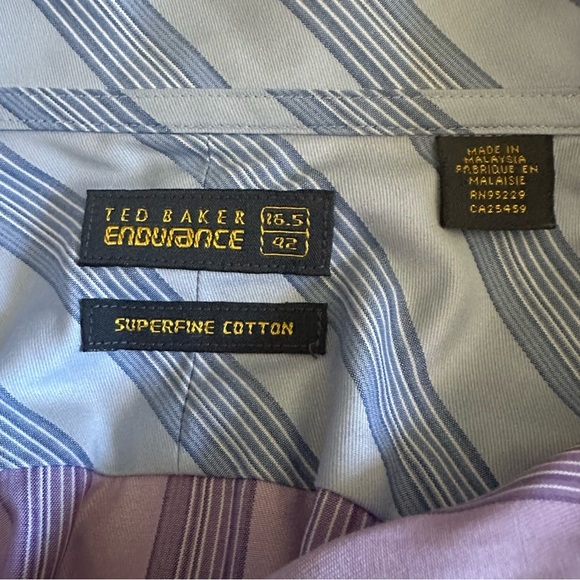 TED BAKER
ENDURANCE
16.5
42
SUPERFINE COTTON
MADE IN
MALAYSIA
FABRIQUE EN
MALAISIE
RN95229
CA25459